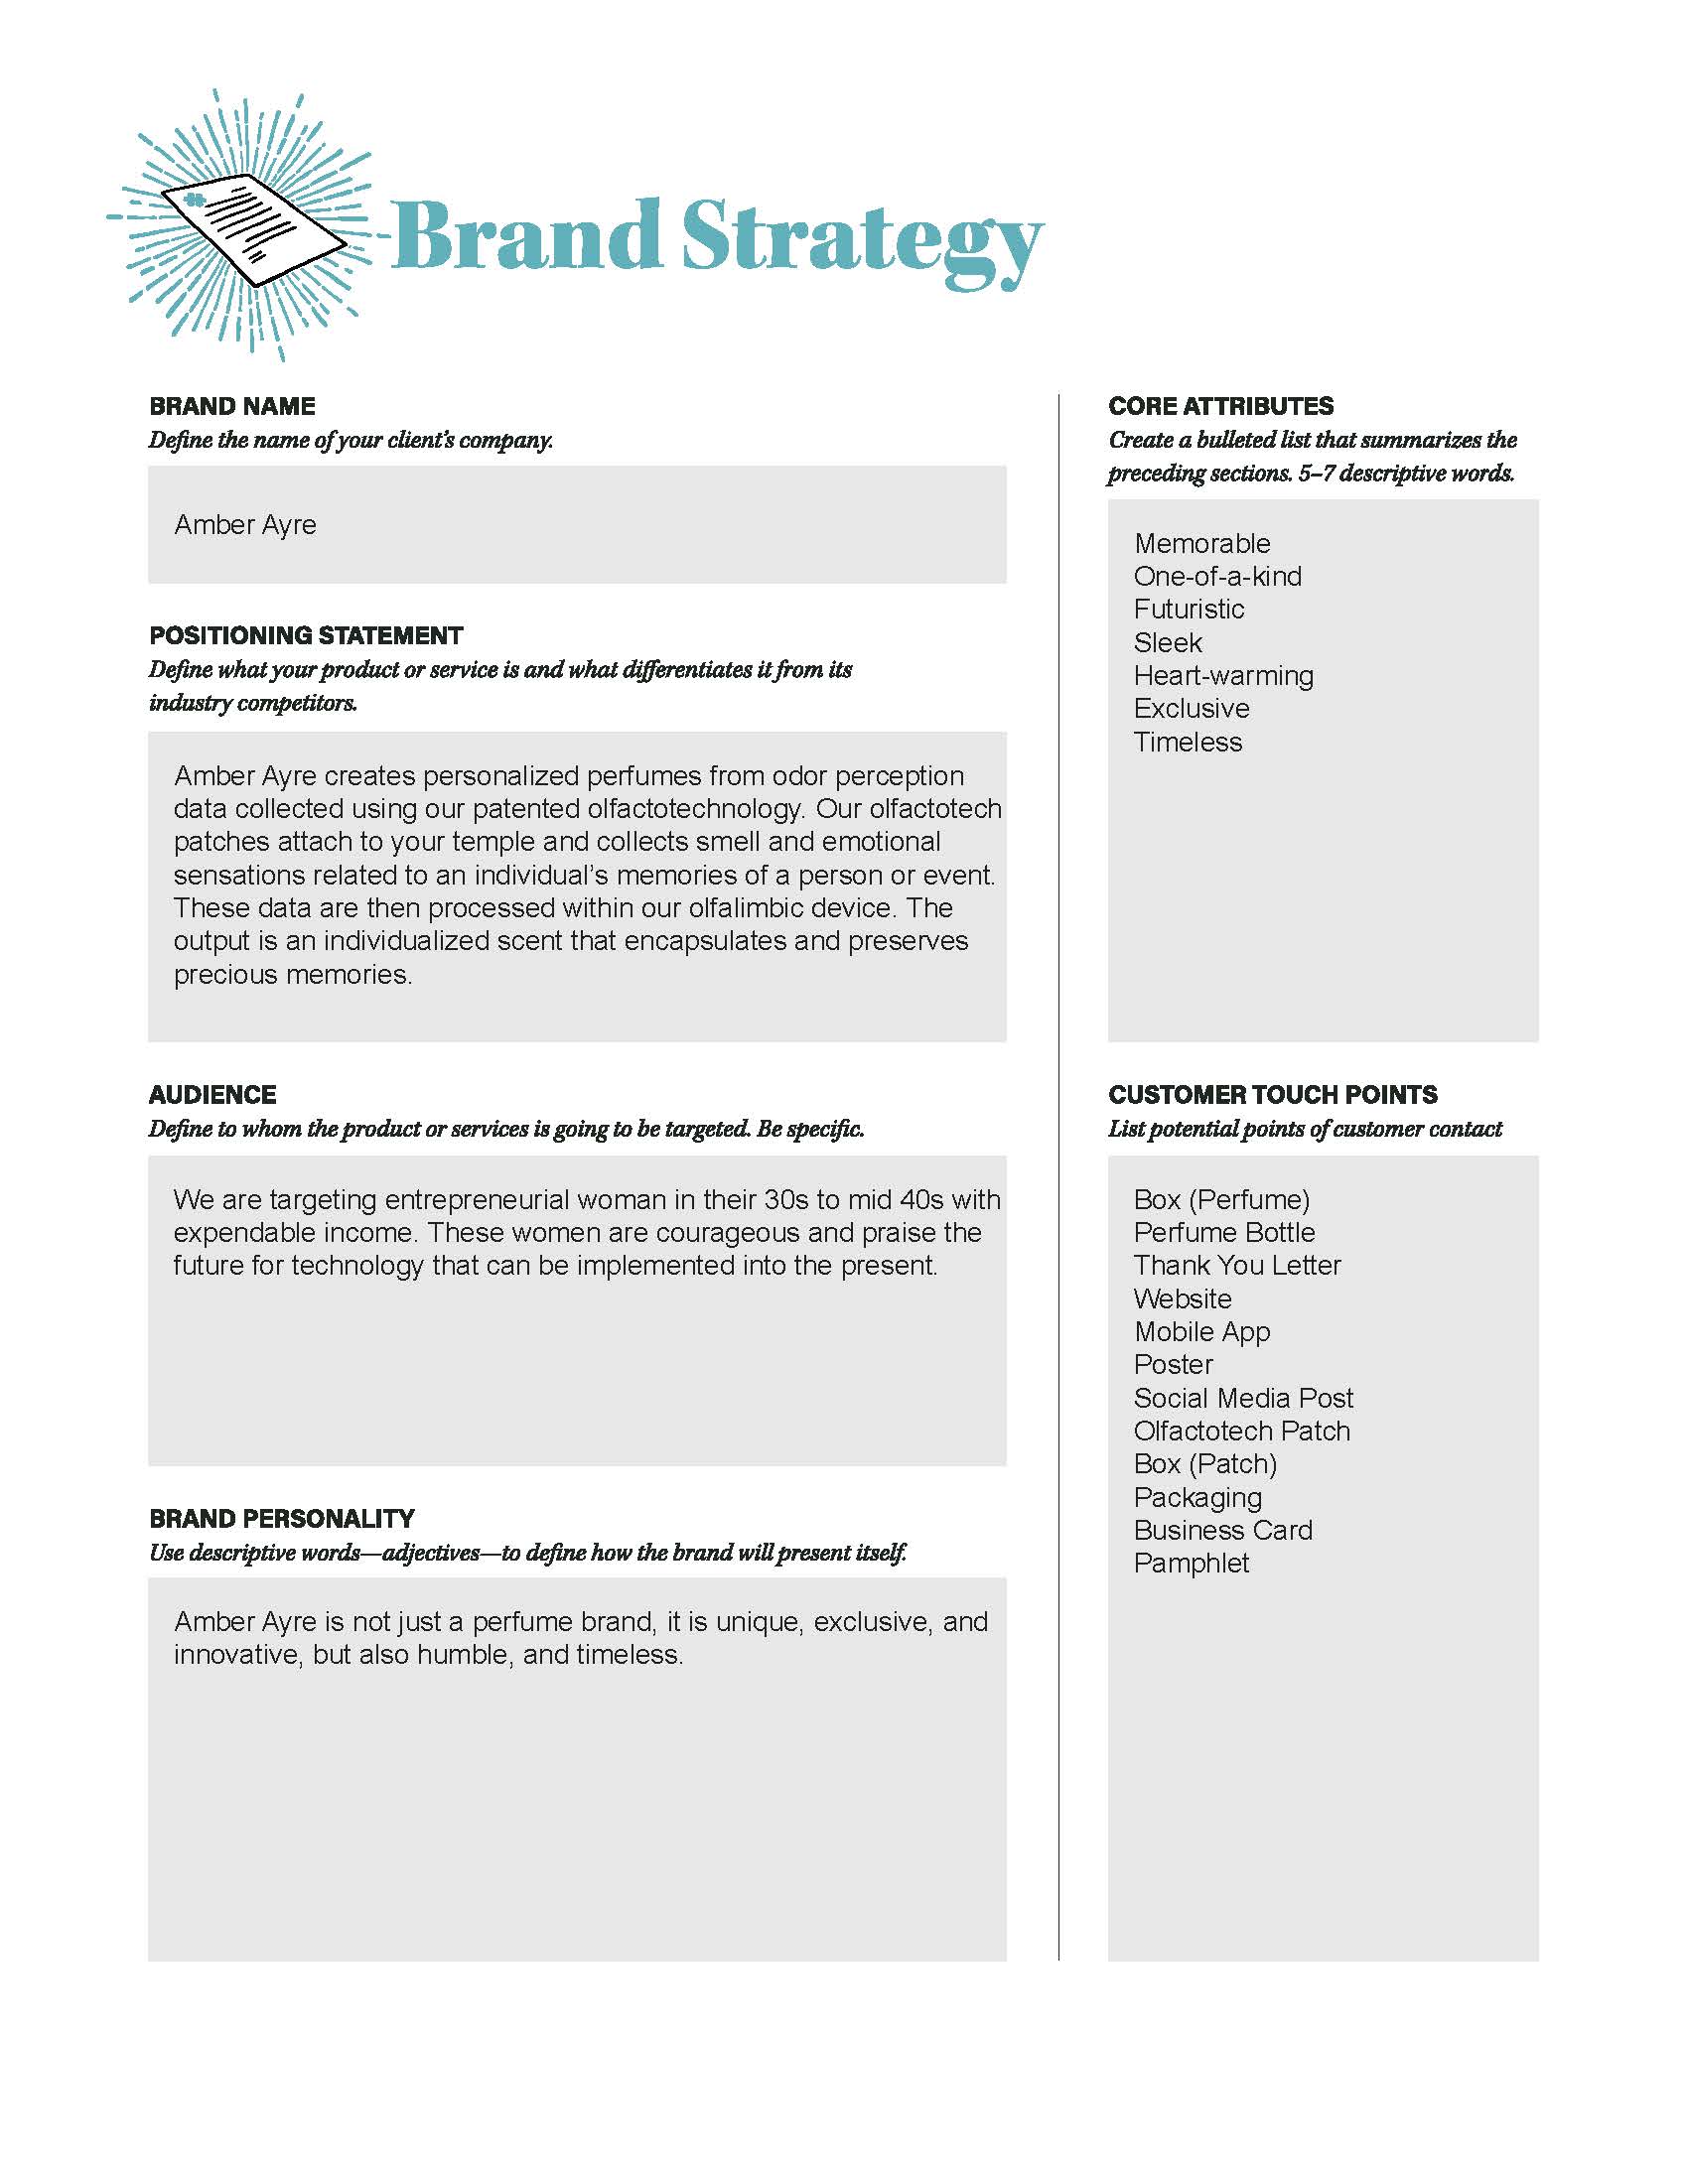 Brand Strategy
BRAND NAME
Define the name of your client's company.
Amber Ayre
POSITIONING STATEMENT
Define what your product or service is and what differentiates it from its
industry competitors.
Amber Ayre creates personalized perfumes from odor perception
data collected using our patented olfactotechnology. Our olfactotech
patches attach to your temple and collects smell and emotional
sensations related to an individual's memories of a person or event.
These data are then processed within our olfalimbic device. The
output is an individualized scent that encapsulates and preserves
precious memories.
AUDIENCE
Define to whom the product or services is going to be targeted. Be specific.
We are targeting entrepreneurial woman in their 30s to mid 40s with
expendable income. These women are courageous and praise the
future for technology that can be implemented into the present.
BRAND PERSONALITY
Use descriptive words—adjectives—to define how the brand will present itself.
Amber Ayre is not just a perfume brand, it is unique, exclusive, and
innovative, but also humble, and timeless.
CORE ATTRIBUTES
Create a bulleted list that summarizes the
preceding sections. 5–7 descriptive words.
Memorable
One-of-a-kind
Futuristic
Sleek
Heart-warming
Exclusive
Timeless
CUSTOMER TOUCH POINTS
List potential points of customer contact
Box (Perfume)
Perfume Bottle
Thank You Letter
Website
Mobile App
Poster
Social Media Post
Olfactotech Patch
Box (Patch)
Packaging
Business Card
Pamphlet